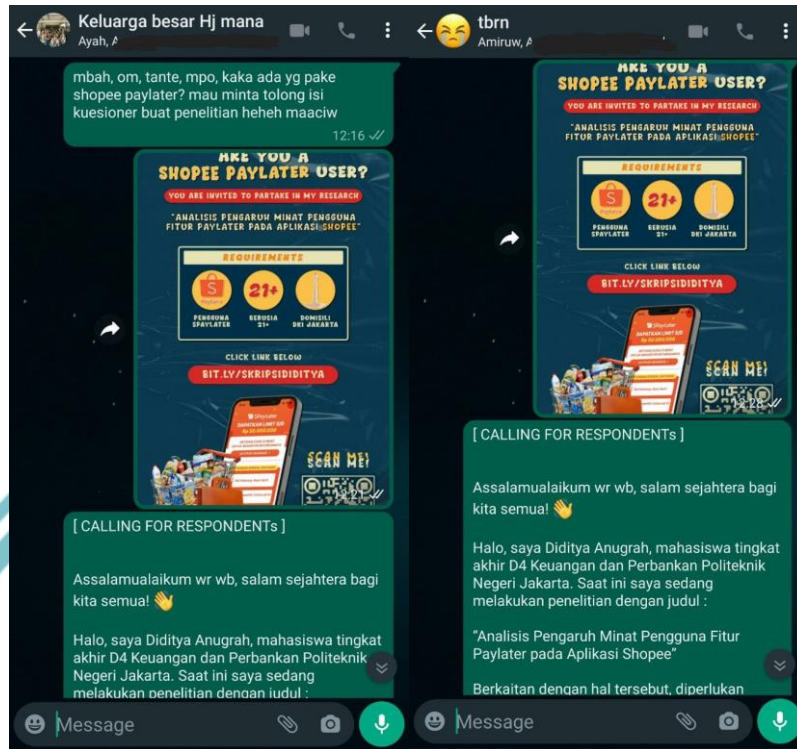 Keluarga besar Hj mana
Ayah, A
mbah, om, tante, mpo, kaka ada yg pake
shopee paylater? mau minta tolong isi
kuesioner buat penelitian heheh maaciw
12:16
ARE YOU A
SHOPEE PAYLATER USER?
YOU ARE INVITED TO PARTAKE IN MY RESEARCH
"ANALISIS PENGARUH MINAT PENGGUNA
FITUR PAYLATER PADA APLIKASI SHOPEE"
REQUIREMENTS
S
21+
PENGGUNA
SPAYLATER
BERUSIA
21+
DOMISILI
DKI JAKARTA
CLICK LINK BELOW
BIT.LY/SKRIPSIDIDITYA
SPayLater
SCAN ME!
12:21
[ CALLING FOR RESPONDENTs ]
Assalamualaikum wr wb, salam sejahtera bagi
kita semua! 👋
Halo, saya Diditya Anugrah, mahasiswa tingkat
akhir D4 Keuangan dan Perbankan Politeknik
Negeri Jakarta. Saat ini saya sedang
melakukan penelitian dengan judul :
Message
tbrn
Amiruw, A
ARE YOU A
SHOPEE PAYLATER USER?
YOU ARE INVITED TO PARTAKE IN MY RESEARCH
"ANALISIS PENGARUH MINAT PENGGUNA
FITUR PAYLATER PADA APLIKASI SHOPEE"
REQUIREMENTS
S
21+
PENGGUNA
SPAYLATER
BERUSIA
21+
DOMISILI
DKI JAKARTA
CLICK LINK BELOW
BIT.LY/SKRIPSIDIDITYA
SPayLater
SCAN ME!
12:28
[ CALLING FOR RESPONDENTs ]
Assalamualaikum wr wb, salam sejahtera bagi
kita semua! 👋
Halo, saya Diditya Anugrah, mahasiswa tingkat
akhir D4 Keuangan dan Perbankan Politeknik
Negeri Jakarta. Saat ini saya sedang
melakukan penelitian dengan judul :
"Analisis Pengaruh Minat Pengguna Fitur
Paylater pada Aplikasi Shopee"
Berkaitan dengan hal tersebut, diperlukan
Message